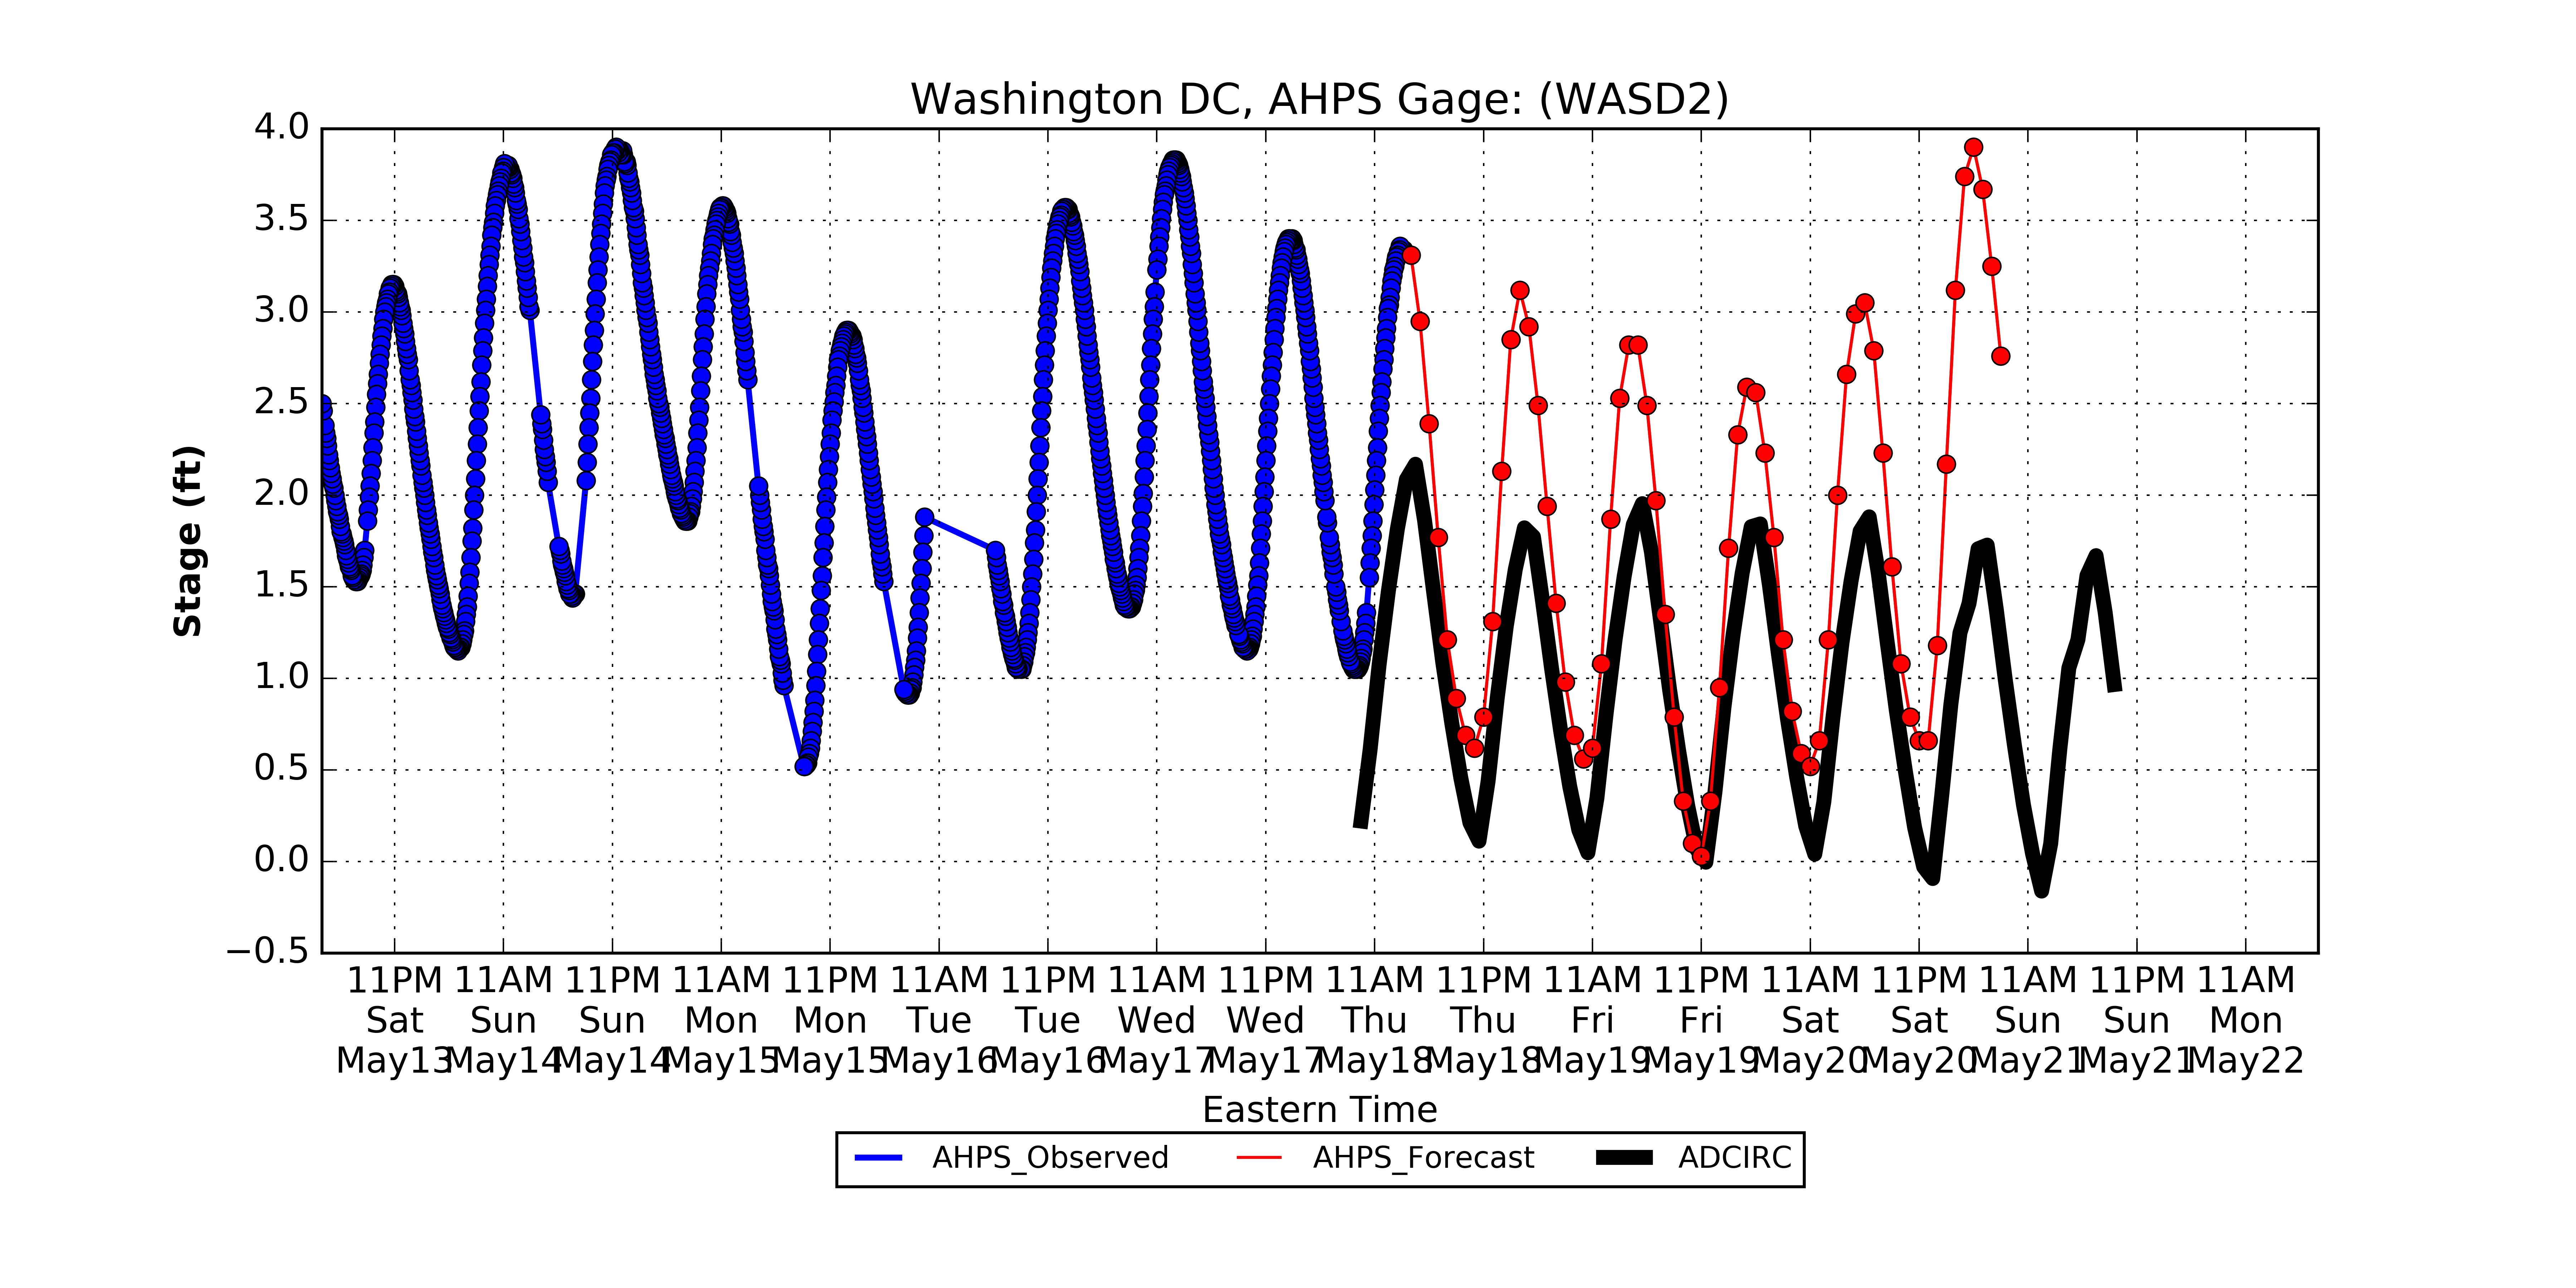 Washington DC, AHPS Gage: (WASD2)
4.0
3.5
3.0
2.5
2.0
1.5
1.0
0.5
0.0
−0.5
Stage (ft)
11PM 11AM 11PM 11AM 11PM 11AM 11PM 11AM 11PM 11AM 11PM 11AM 11PM 11AM 11PM 11AM 11PM 11AM
Sat Sun Sun Mon Mon Tue Tue Wed Wed Thu Thu Fri Fri Sat Sat Sun Sun Mon
May13 May14 May14 May15 May15 May16 May16 May17 May17 May18 May18 May19 May19 May20 May20 May21 May21 May22
Eastern Time
AHPS_Observed AHPS_Forecast ADCIRC